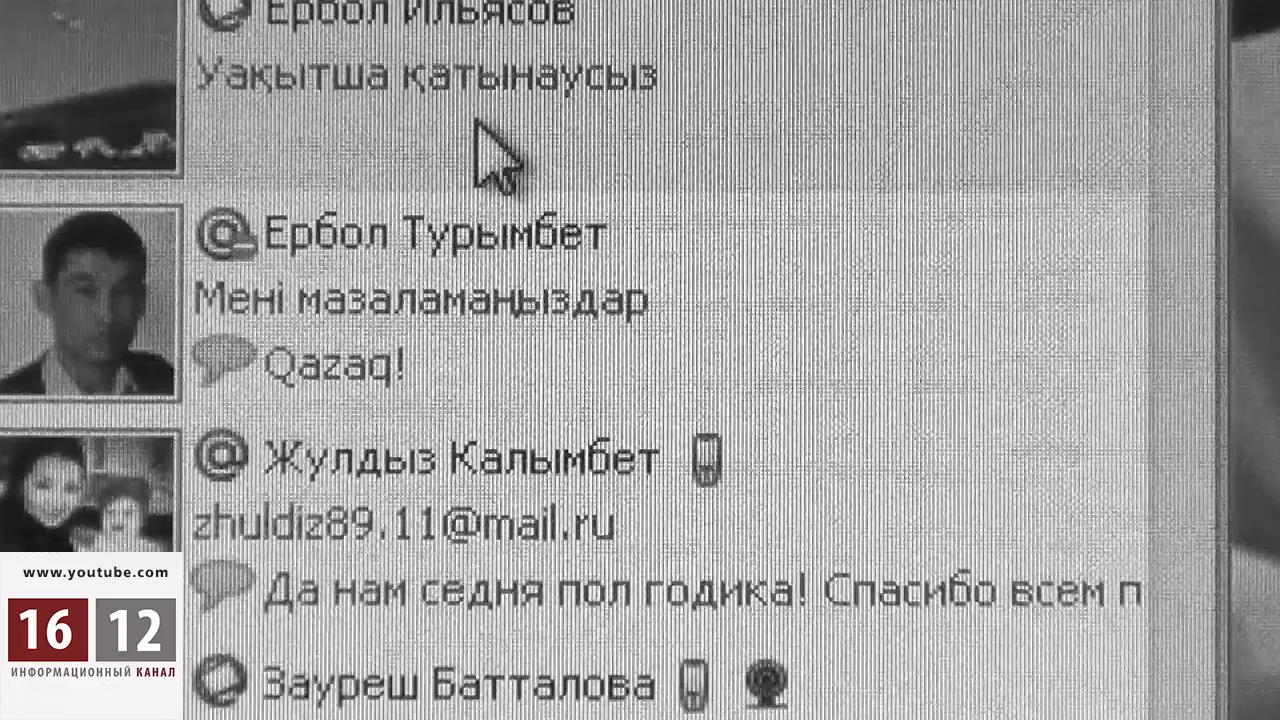 Ербол Ильясов
Уақытша қатынаусыз
Ербол Турымбет
Мені мазаламаңыздар
Qazaq!
Жулдыз Калымбет
zhuldiz89.11@mail.ru
Да нам седня пол годика! Спасибо всем п
Зауреш Батталова
www.youtube.com
16 12
ИНФОРМАЦИОННЫЙ КАНАЛ